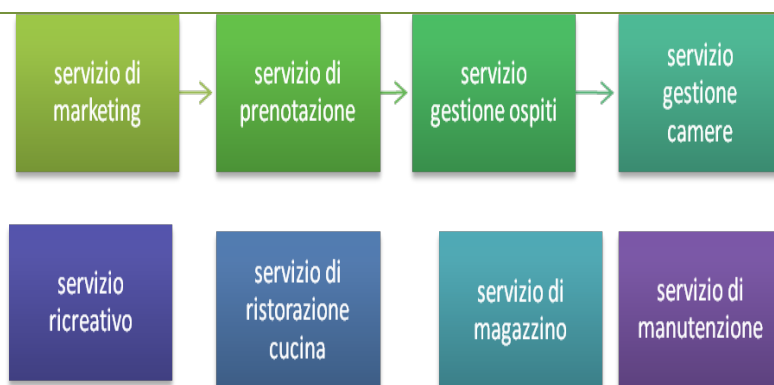 servizio di
marketing
servizio di
prenotazione
servizio
gestione ospiti
servizio
gestione
camere
servizio
ricreativo
servizio di
ristorazione
cucina
servizio di
magazzino
servizio di
manutenzione